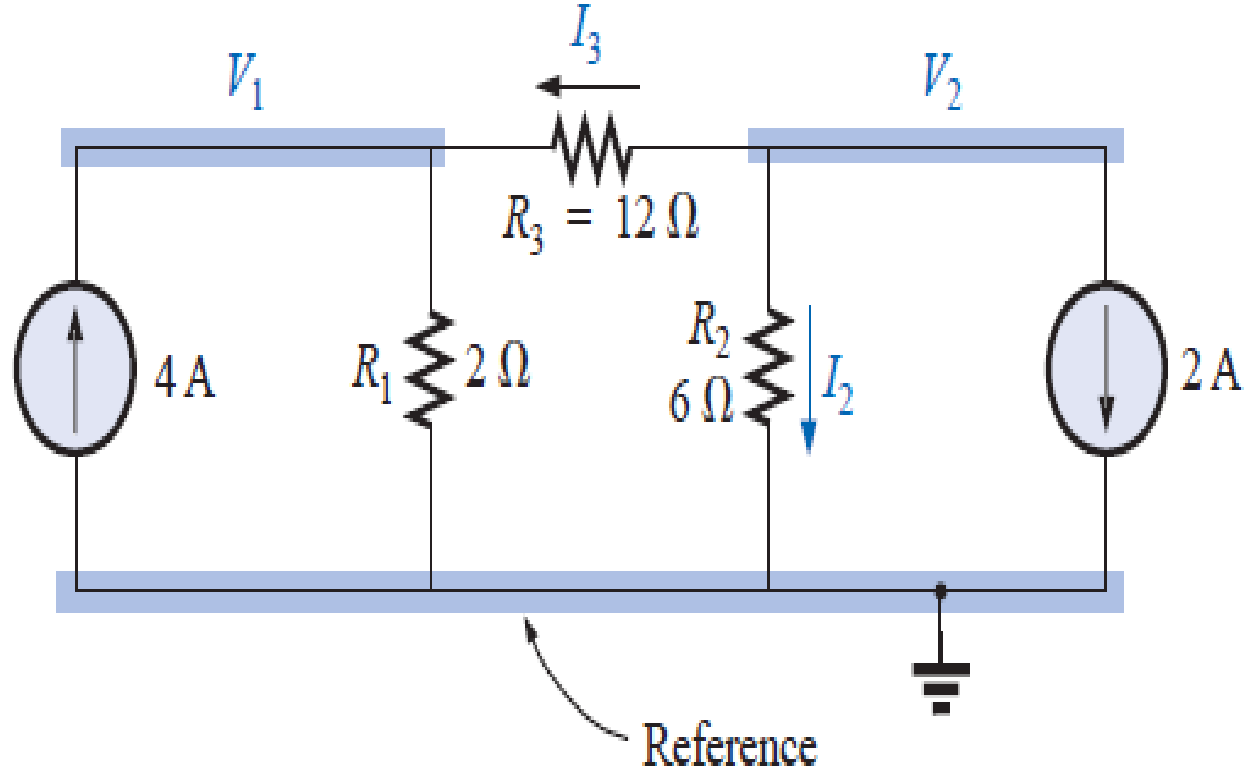 I3
V1
V2
R3 = 12 Ω
4 A
R1
2 Ω
R2
6 Ω
I2
2 A
Reference